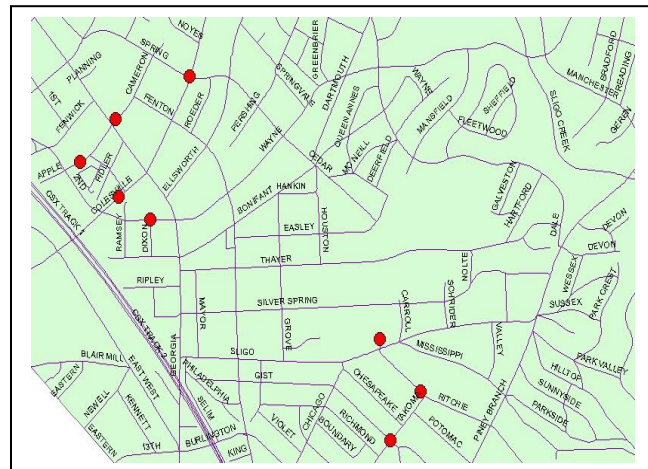 NOYES
SPRING
PLANNING
CAMERON
1ST
FENWICK
FENTON
ROEDER
PERSHING
SPRINGVALE
GREENBRIER
DARTMOUTH
WAYNE
QUEEN ANNES
WAYNE
MANSFIELD
SHEFFIELD
FLEETWOOD
MANCHESTER
BRADFORD
READING
SLIGO CREEK
GEREN
APPLE
2ND
FIDLER
COLESVILLE
ELLSWORTH
CEDAR
MCNEILL
DEERFIELD
BONIFANT
HANKIN
GALVESTON
HARTFORD
CSX TRACK 1
RAMSEY
DIXON
EASLEY
HOUSTON
DALE
DEVON
DEVON
THAYER
NOLTE
WESSEX
RIPLEY
MAYOR
SILVER SPRING
GROVE
CARROLL
SCHRIDER
SUSSEX
PARK CREST
CSX TRACK 2
GEORGIA
SLIGO
MISSISSIPPI
VALLEY
BLAIR MILL
EAST WEST
PHILADELPHIA
GIST
CHESAPEAKE
PARK VALLEY
HILLTOP
EASTERN
NEWELL
KENNETT
SELIM
CHICAGO
TAKOMA
RITCHIE
SUNNYSIDE
PARKSIDE
EASTERN
13TH
BURLINGTON
VIOLET
RICHMOND
BOUNDARY
POTOMAC
PINEY BRANCH
KING